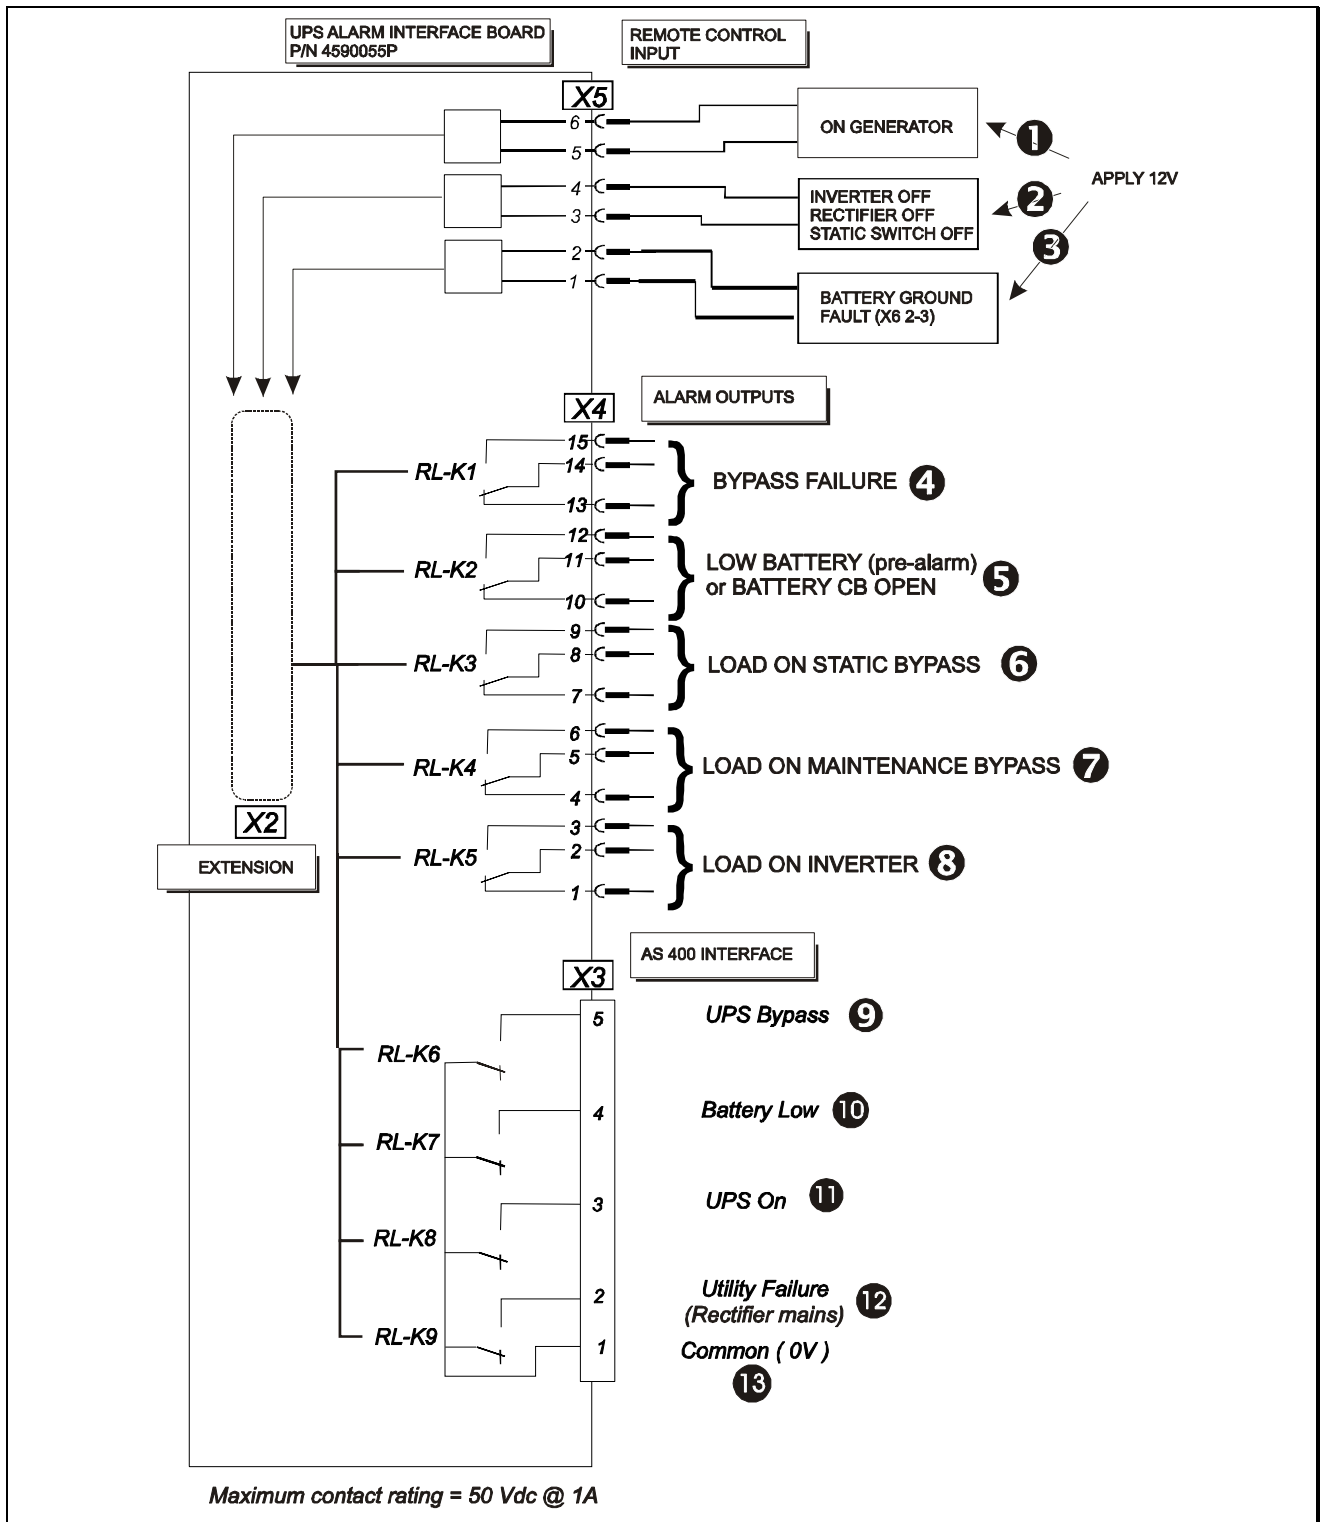 UPS ALARM INTERFACE BOARD
P/N 4590055P
REMOTE CONTROL
INPUT
X5
6
5
4
3
2
1
ON GENERATOR
1
APPLY 12V
INVERTER OFF
RECTIFIER OFF
STATIC SWITCH OFF
2
3
BATTERY GROUND
FAULT (X6 2-3)
X4
ALARM OUTPUTS
RL-K1
15
14
13
BYPASS FAILURE 4
RL-K2
12
11
10
LOW BATTERY (pre-alarm)
or BATTERY CB OPEN 5
RL-K3
9
8
7
LOAD ON STATIC BYPASS 6
RL-K4
6
5
4
LOAD ON MAINTENANCE BYPASS 7
X2
EXTENSION
RL-K5
3
2
1
LOAD ON INVERTER 8
AS 400 INTERFACE
X3
RL-K6
5
UPS Bypass 9
RL-K7
4
Battery Low 10
RL-K8
3
UPS On 11
RL-K9
2
Utility Failure
(Rectifier mains) 12
1
Common ( 0V )
13
Maximum contact rating = 50 Vdc @ 1A